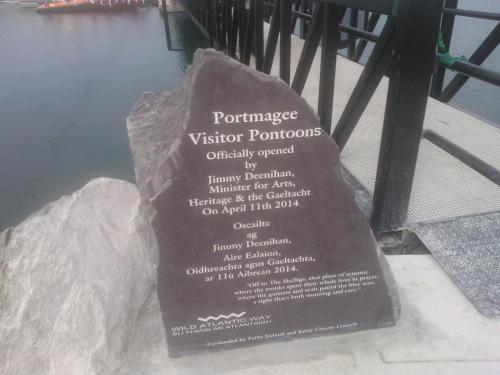 Portmagee
Visitor Pontoons
Officially opened
by
Jimmy Deenihan,
Minister for Arts,
Heritage & the Gaeltacht
On April 11th 2014
Oscailte
ag
Jimmy Deenihan,
Aire Ealaíon,
Oidhreachta agus Gaeltachta,
ar 11ú Aibreán 2014.
"Off to The Skelligs, that place of renown
where the monks spent their whole lives in prayer,
where the gannets and seals patrol the blue wave,
a sight that's both stunning and rare."
WILD ATLANTIC WAY
SLÍ FIÁIN AN ATLANTAIGH
Co-funded by Fáilte Ireland and Kerry County Council